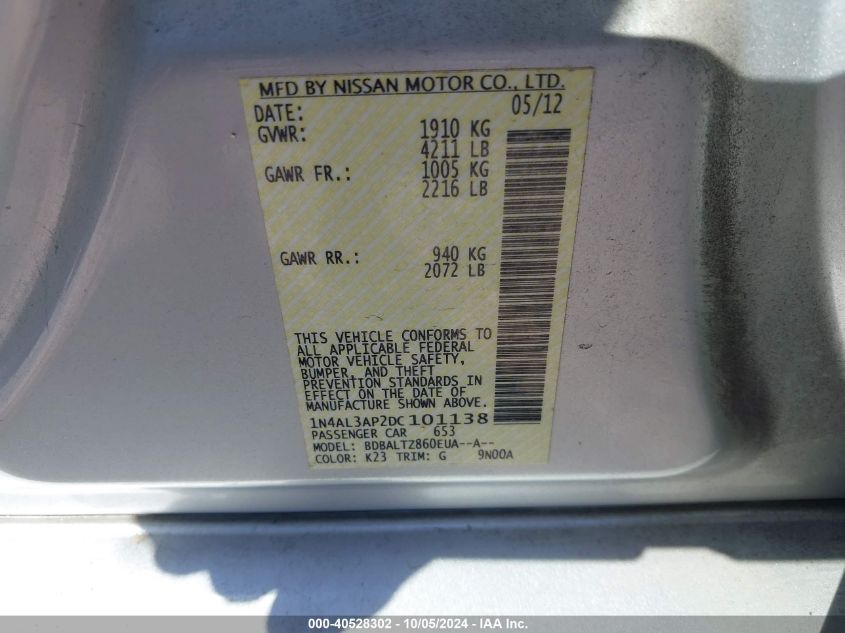 MFD BY NISSAN MOTOR CO., LTD.
DATE: 05/12
GVWR: 1910 KG
4211 LB
GAWR FR.: 1005 KG
2216 LB
GAWR RR.: 940 KG
2072 LB
THIS VEHICLE CONFORMS TO
ALL APPLICABLE FEDERAL
MOTOR VEHICLE SAFETY,
BUMPER, AND THEFT
PREVENTION STANDARDS IN
EFFECT ON THE DATE OF
MANUFACTURE SHOWN ABOVE.
1N4AL3AP2DC101138
PASSENGER CAR 653
MODEL: BDBALTZ860EUA--A--
COLOR: K23 TRIM: G 9N00A
000-40528302 - 10/05/2024 - IAA Inc.